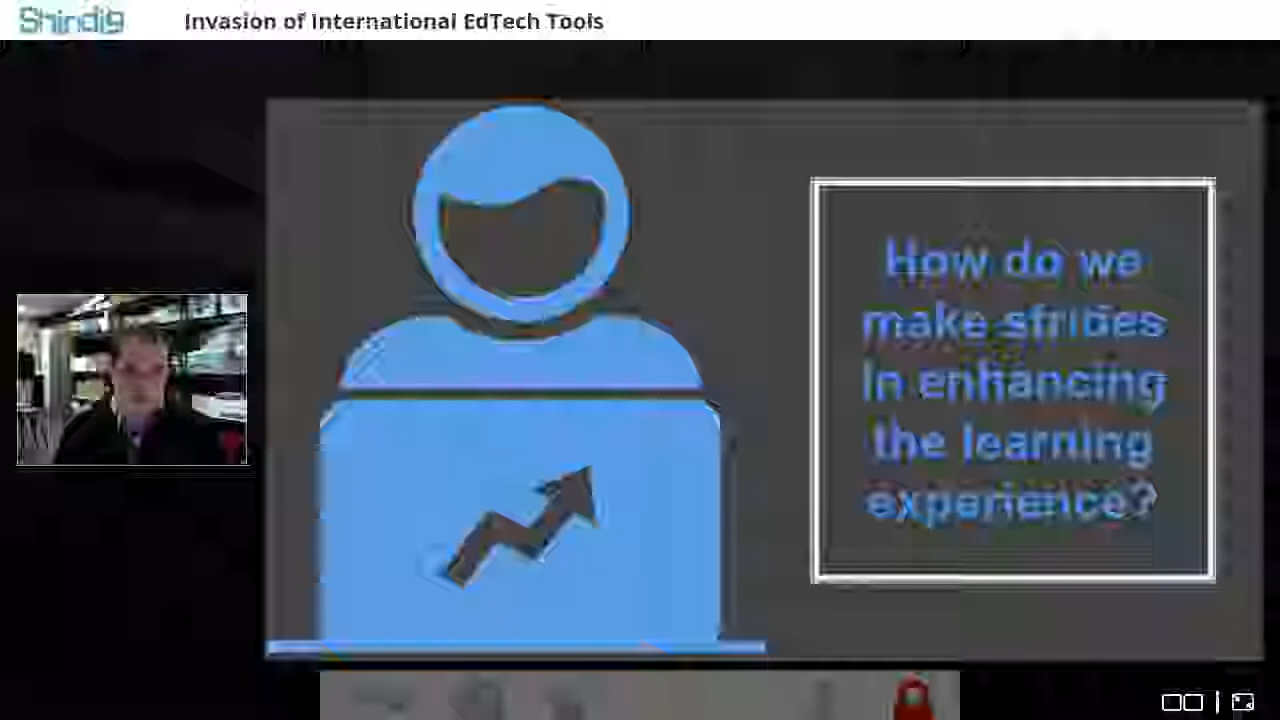 Shindig
Invasion of International EdTech Tools
How do we
make strides
in enhancing
the learning
experience?